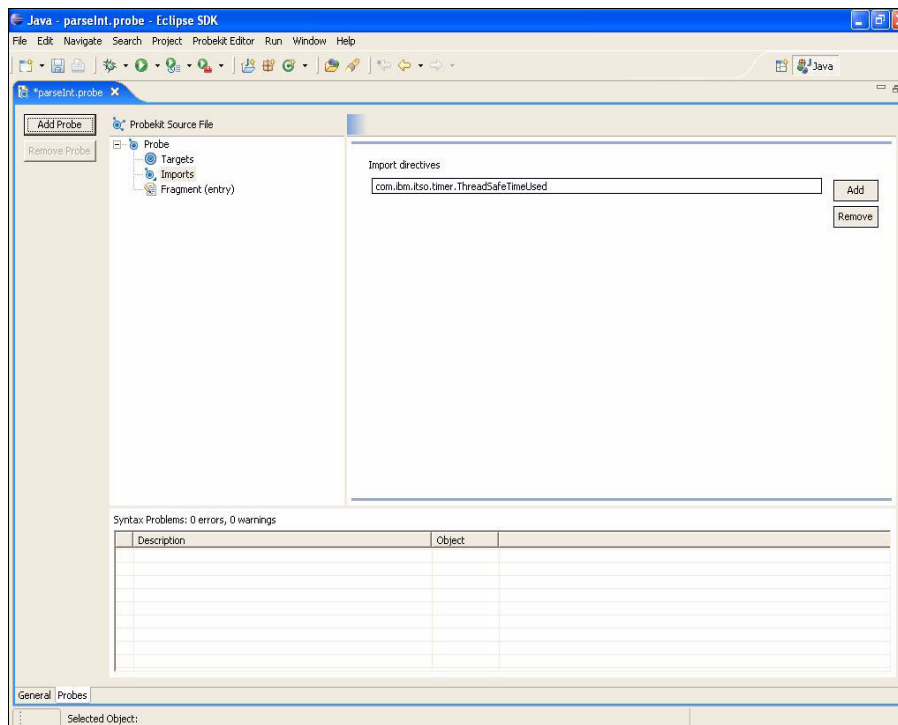 Java - parseInt.probe - Eclipse SDK
File Edit Navigate Search Project Probekit Editor Run Window Help
Java
*parseInt.probe
Add Probe
Remove Probe
Probekit Source File
Probe
Targets
Imports
Fragment (entry)
Import directives
com.ibm.itso.timer.ThreadSafeTimeUsed
Add
Remove
Syntax Problems: 0 errors, 0 warnings
Description Object
General Probes
Selected Object: